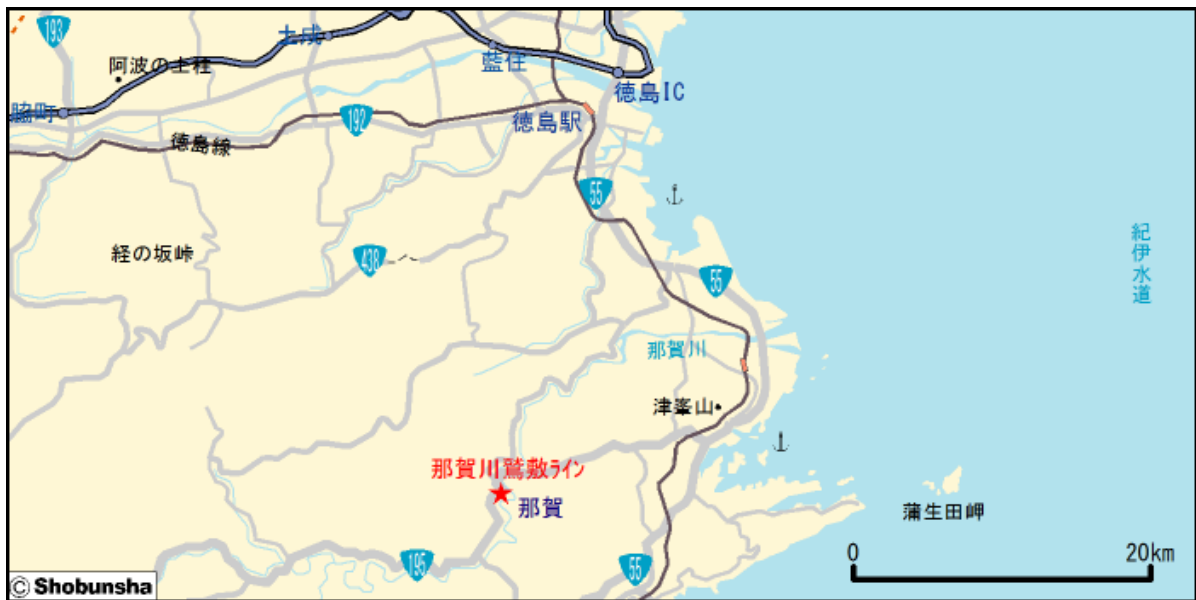 193
土成
阿波の土柱
藍住
徳島IC
脇町
192
徳島駅
徳島線
55
紀伊水道
経の坂峠
438
55
那賀川
津峯山
那賀川鷲敷ライン
那賀
蒲生田岬
195
55
0
20km
© Shobunsha